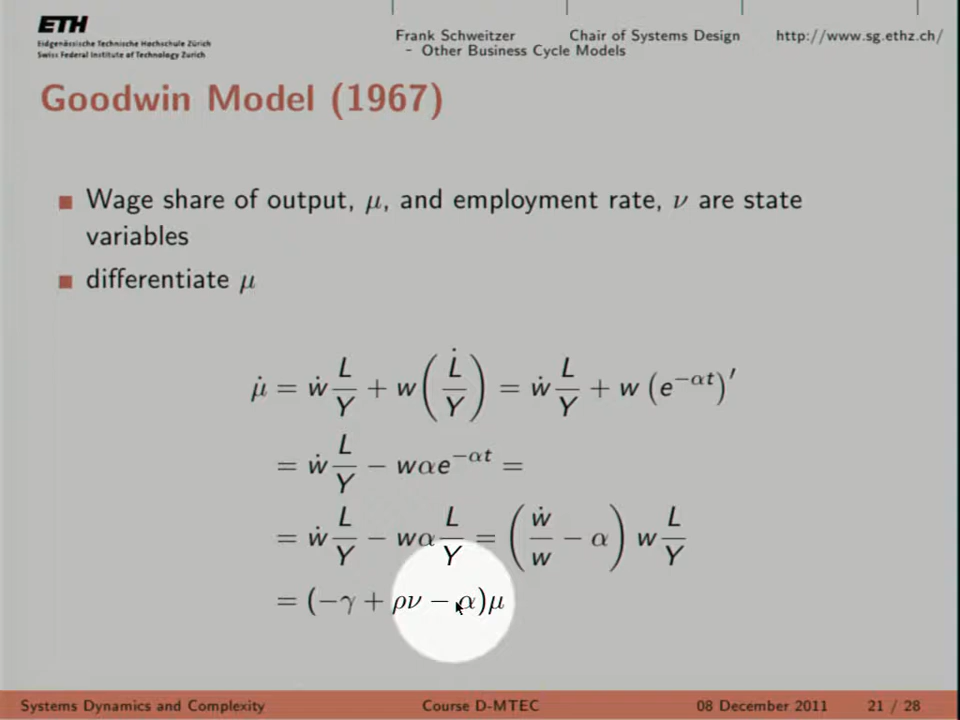 ETH
Eidgenössische Technische Hochschule Zürich
Swiss Federal Institute of Technology Zurich
Frank Schweitzer Chair of Systems Design http://www.sg.ethz.ch/
– Other Business Cycle Models
Goodwin Model (1967)
■ Wage share of output, μ, and employment rate, ν are state
variables
■ differentiate μ
μ̇ = ẇ L/Y + w (L̇/Y) = ẇ L/Y + w (e^{−αt})′
= ẇ L/Y − wαe^{−αt} =
= ẇ L/Y − wα L/Y = (ẇ/w − α) w L/Y
= (−γ + ρν − α)μ
Systems Dynamics and Complexity Course D-MTEC 08 December 2011 21 / 28